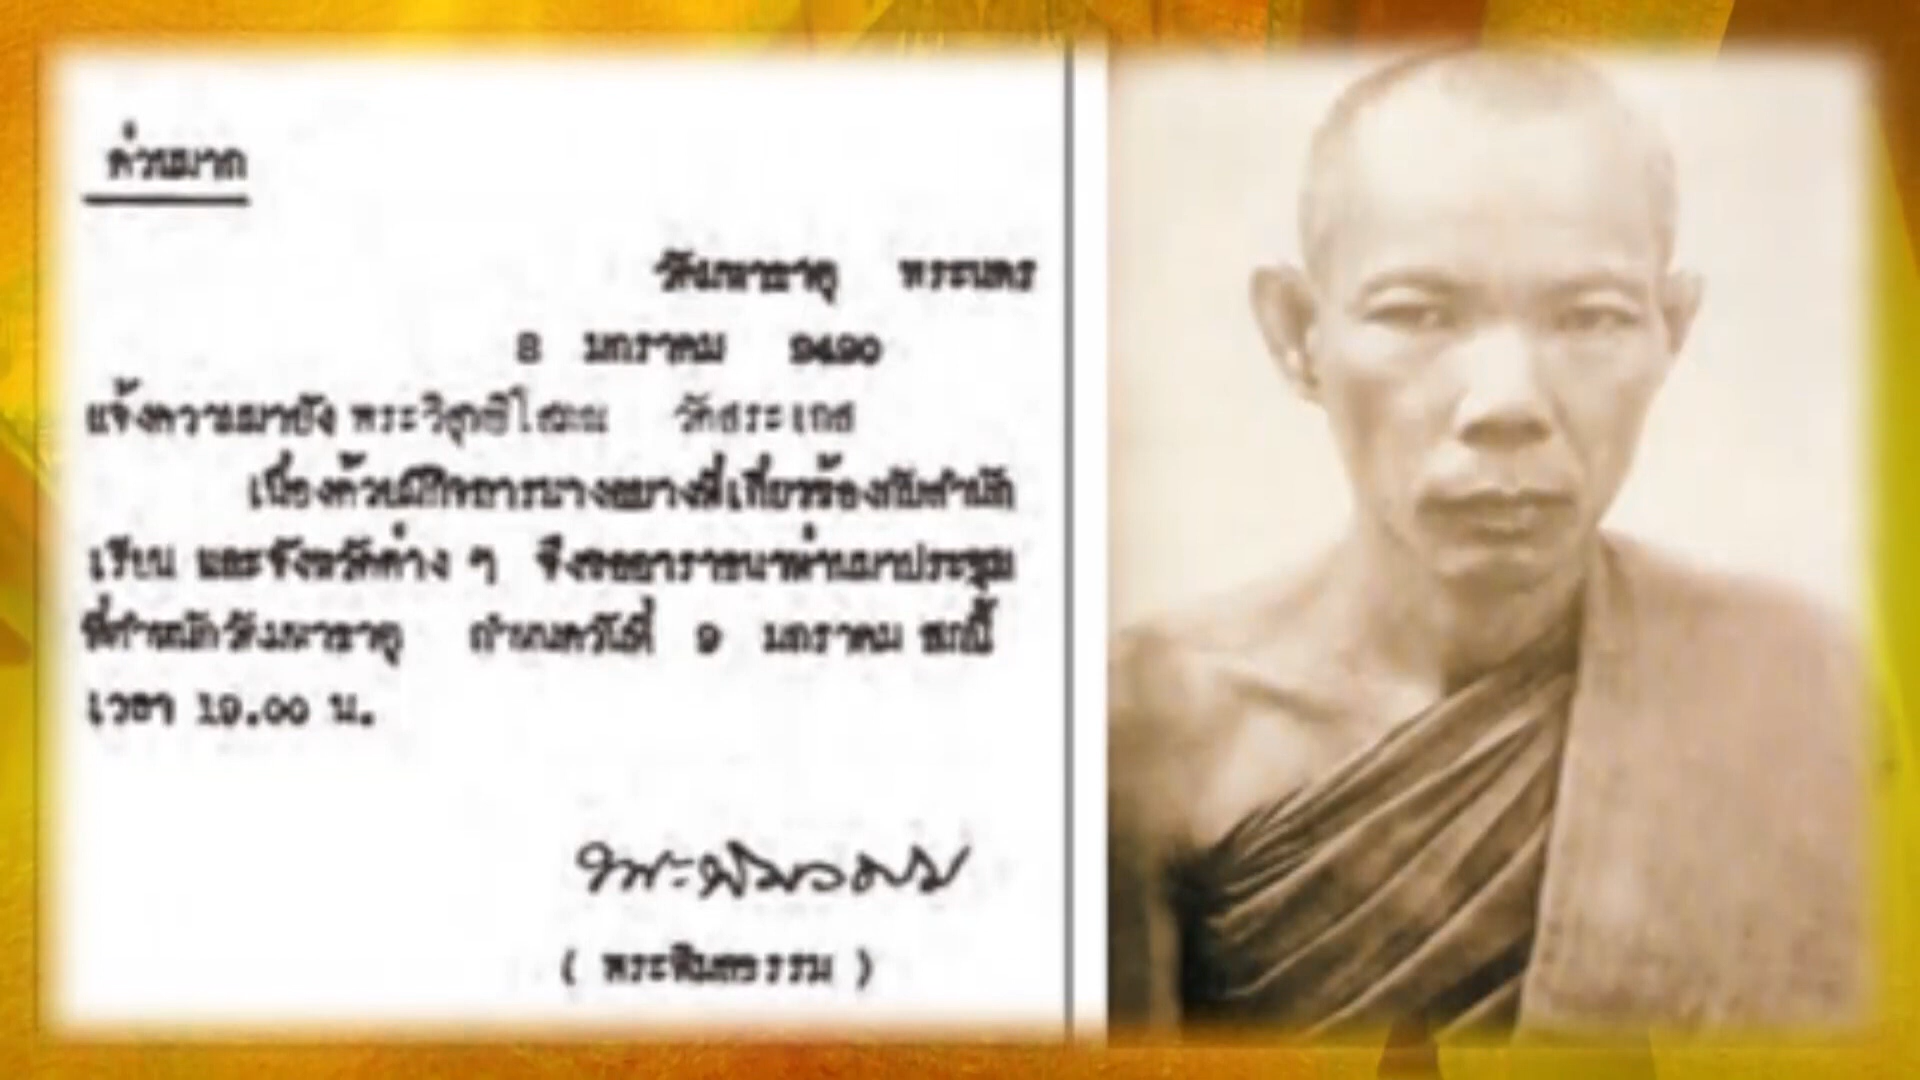 ด่วนมาก
วัดมหาธาตุ พระนคร
8 มกราคม 2490
แจ้งความมายัง พระวิสุทธิโสภณ วัดสระเกศ
เนื่องด้วยมีกิจการบางอย่างที่เกี่ยวข้องกับสำนัก
เรียน และจังหวัดต่าง ๆ จึงขออาราธนาท่านมาประชุม
ที่ตำหนักวัดมหาธาตุ กำหนดวันที่ 9 มกราคม ศกนี้
เวลา 19.00 น.
พระพิมลธรรม
( พระพิมลธรรม )